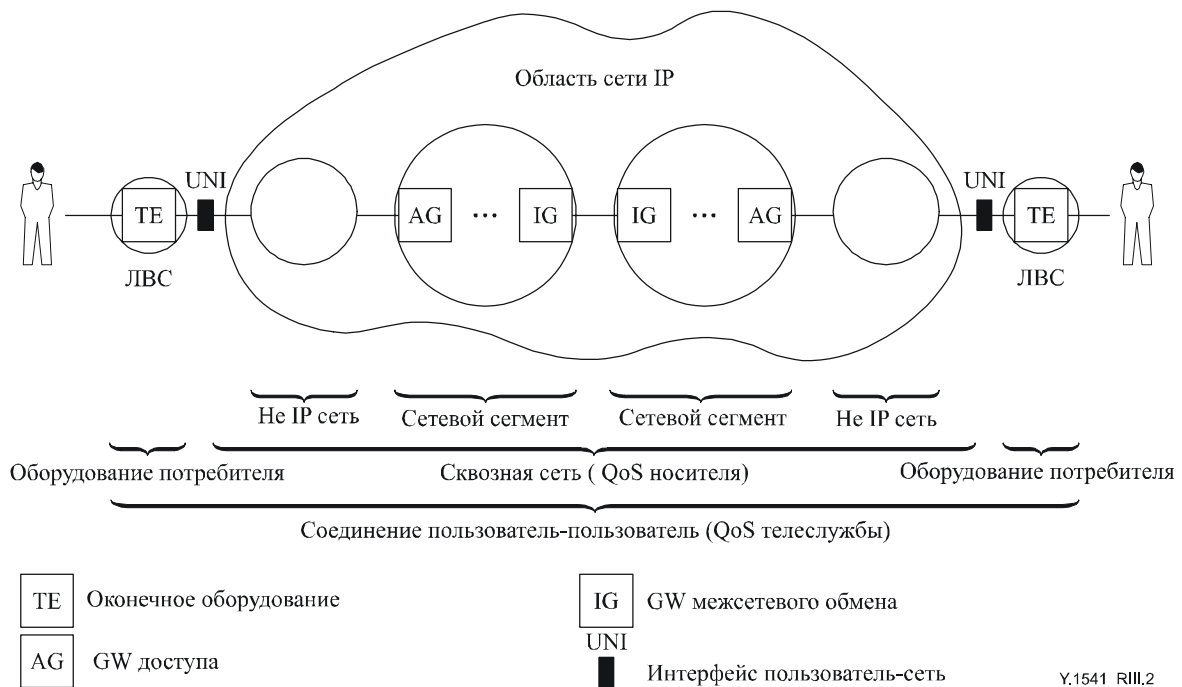 Область сети IP
UNI
UNI
TE
AG
...
IG
IG
...
AG
TE
ЛВС
ЛВС
Не IP сеть
Сетевой сегмент
Сетевой сегмент
Не IP сеть
Оборудование потребителя
Сквозная сеть ( QoS носителя)
Оборудование потребителя
Соединение пользователь-пользователь (QoS телеслужбы)
TE
Оконечное оборудование
IG
GW межсетевого обмена
AG
GW доступа
UNI
Интерфейс пользователь-сеть
Y.1541_RIII.2